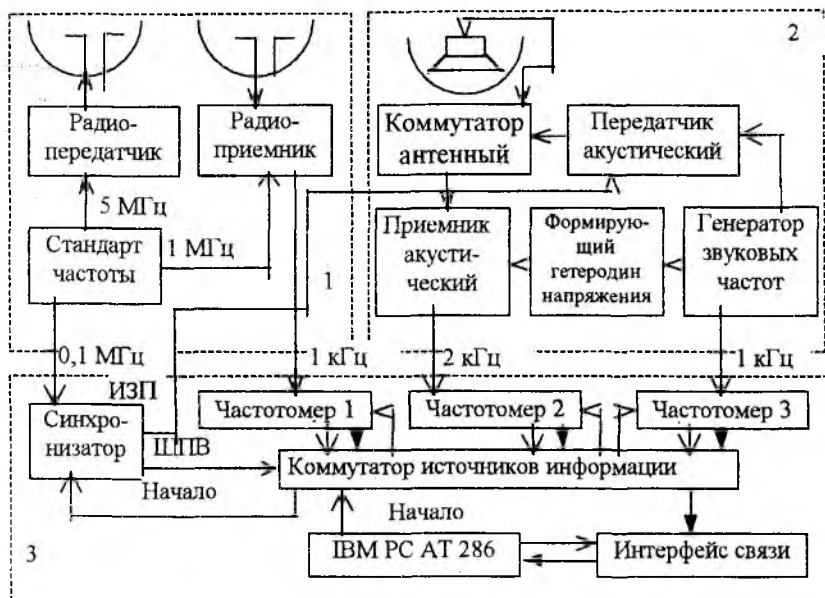 2
Радио-
передатчик
Радио-
приемник
Коммутатор
антенный
Передатчик
акустический
5 МГц
Стандарт
частоты
1 МГц
1
Приемник
акусти-
ческий
Формирую-
щий
гетеродин
напряжения
Генератор
звуковых
частот
0,1 МГц
1 кГц
2 кГц
1 кГц
ИЗП
Синхро-
низатор
ШПВ
Начало
Частотомер 1
Частотомер 2
Частотомер 3
Коммутатор источников информации
Начало
3
IBM PC AT 286
Интерфейс связи